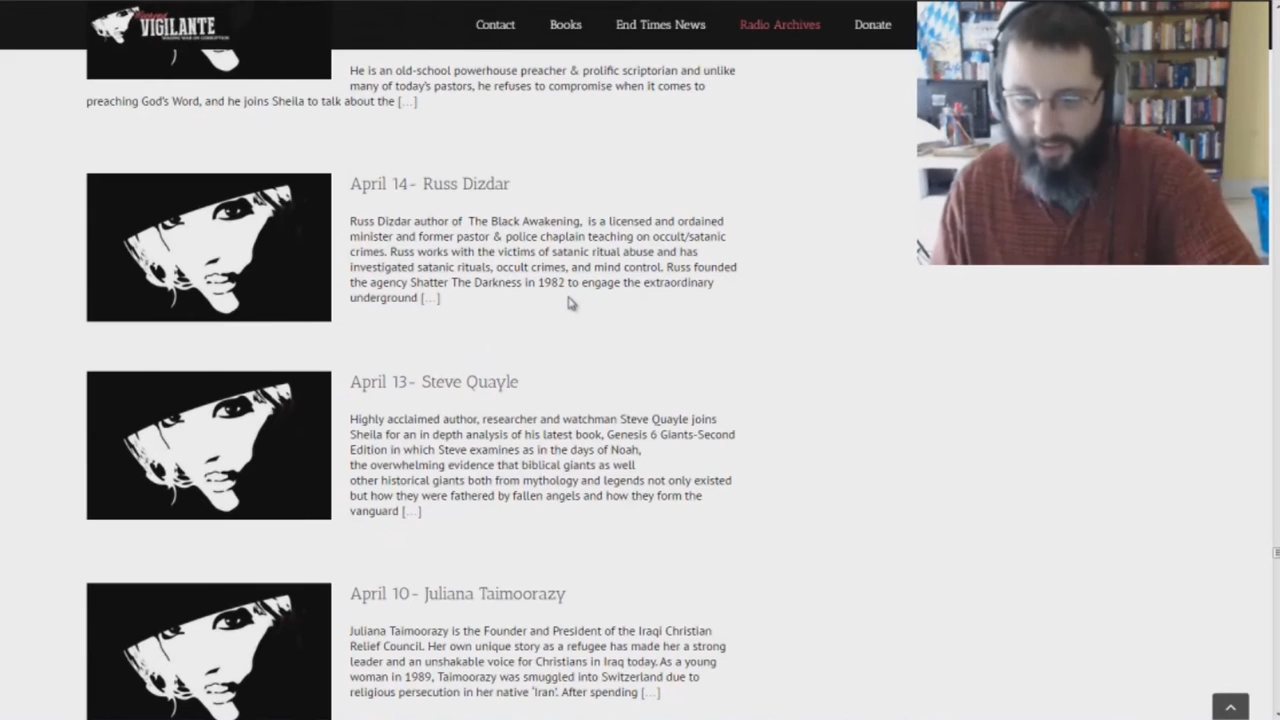 VIGILANTE
Contact
Books
End Times News
Radio Archives
Donate
He is an old-school powerhouse preacher & prolific scriptorian and unlike
many of today's pastors, he refuses to compromise when it comes to
preaching God's Word, and he joins Sheila to talk about the [...]
April 14- Russ Dizdar
Russ Dizdar author of The Black Awakening, is a licensed and ordained
minister and former pastor & police chaplain teaching on occult/satanic
crimes. Russ works with the victims of satanic ritual abuse and has
investigated satanic rituals, occult crimes, and mind control. Russ founded
the agency Shatter The Darkness in 1982 to engage the extraordinary
underground [...]
April 13- Steve Quayle
Highly acclaimed author, researcher and watchman Steve Quayle joins
Sheila for an in depth analysis of his latest book, Genesis 6 Giants-Second
Edition in which Steve examines as in the days of Noah,
the overwhelming evidence that biblical giants as well
other historical giants both from mythology and legends not only existed
but how they were fathered by fallen angels and how they form the
vanguard [...]
April 10- Juliana Taimoorazy
Juliana Taimoorazy is the Founder and President of the Iraqi Christian
Relief Council. Her own unique story as a refugee has made her a strong
leader and an unshakable voice for Christians in Iraq today. As a young
woman in 1989, Taimoorazy was smuggled into Switzerland due to
religious persecution in her native 'Iran'. After spending [...]